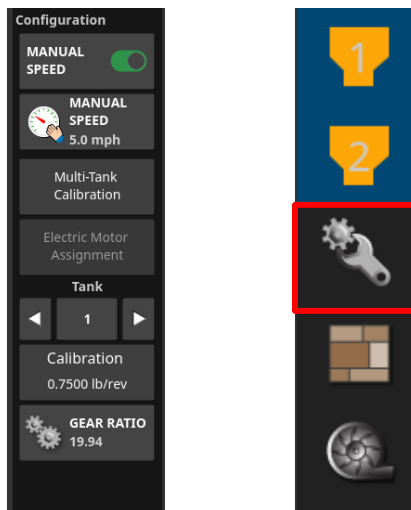 Configuration
MANUAL
SPEED
MANUAL
SPEED
5.0 mph
Multi-Tank
Calibration
Electric Motor
Assignment
Tank
1
Calibration
0.7500 lb/rev
GEAR RATIO
19.94
1
2